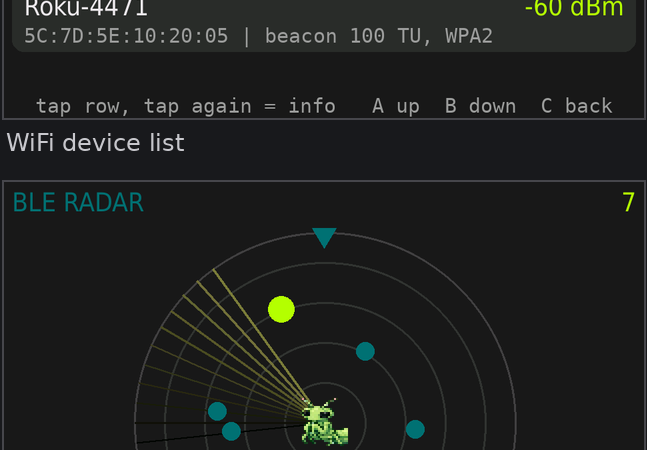 Roku-4471 -60 dBm
5C:7D:5E:10:20:05 | beacon 100 TU, WPA2
tap row, tap again = info A up B down C back
WiFi device list
BLE RADAR 7